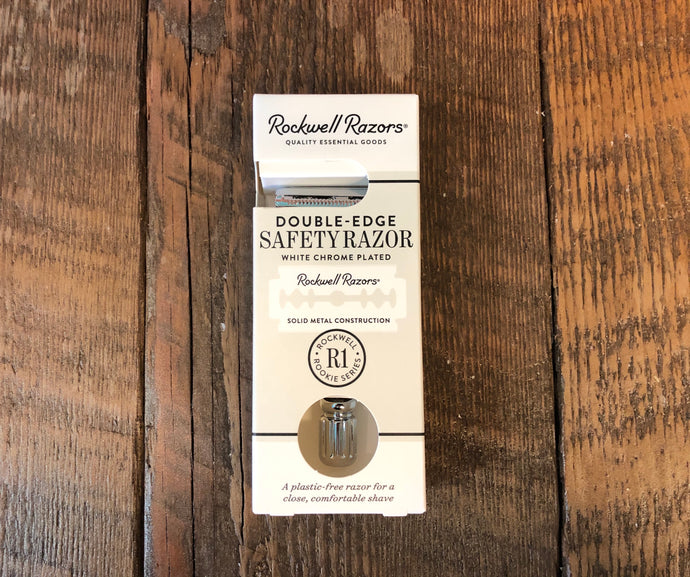 Rockwell Razors®
QUALITY ESSENTIAL GOODS
DOUBLE-EDGE
SAFETY RAZOR
WHITE CHROME PLATED
Rockwell Razors®
SOLID METAL CONSTRUCTION
ROCKWELL
R1
ROOKIE SERIES
A plastic-free razor for a
close, comfortable shave